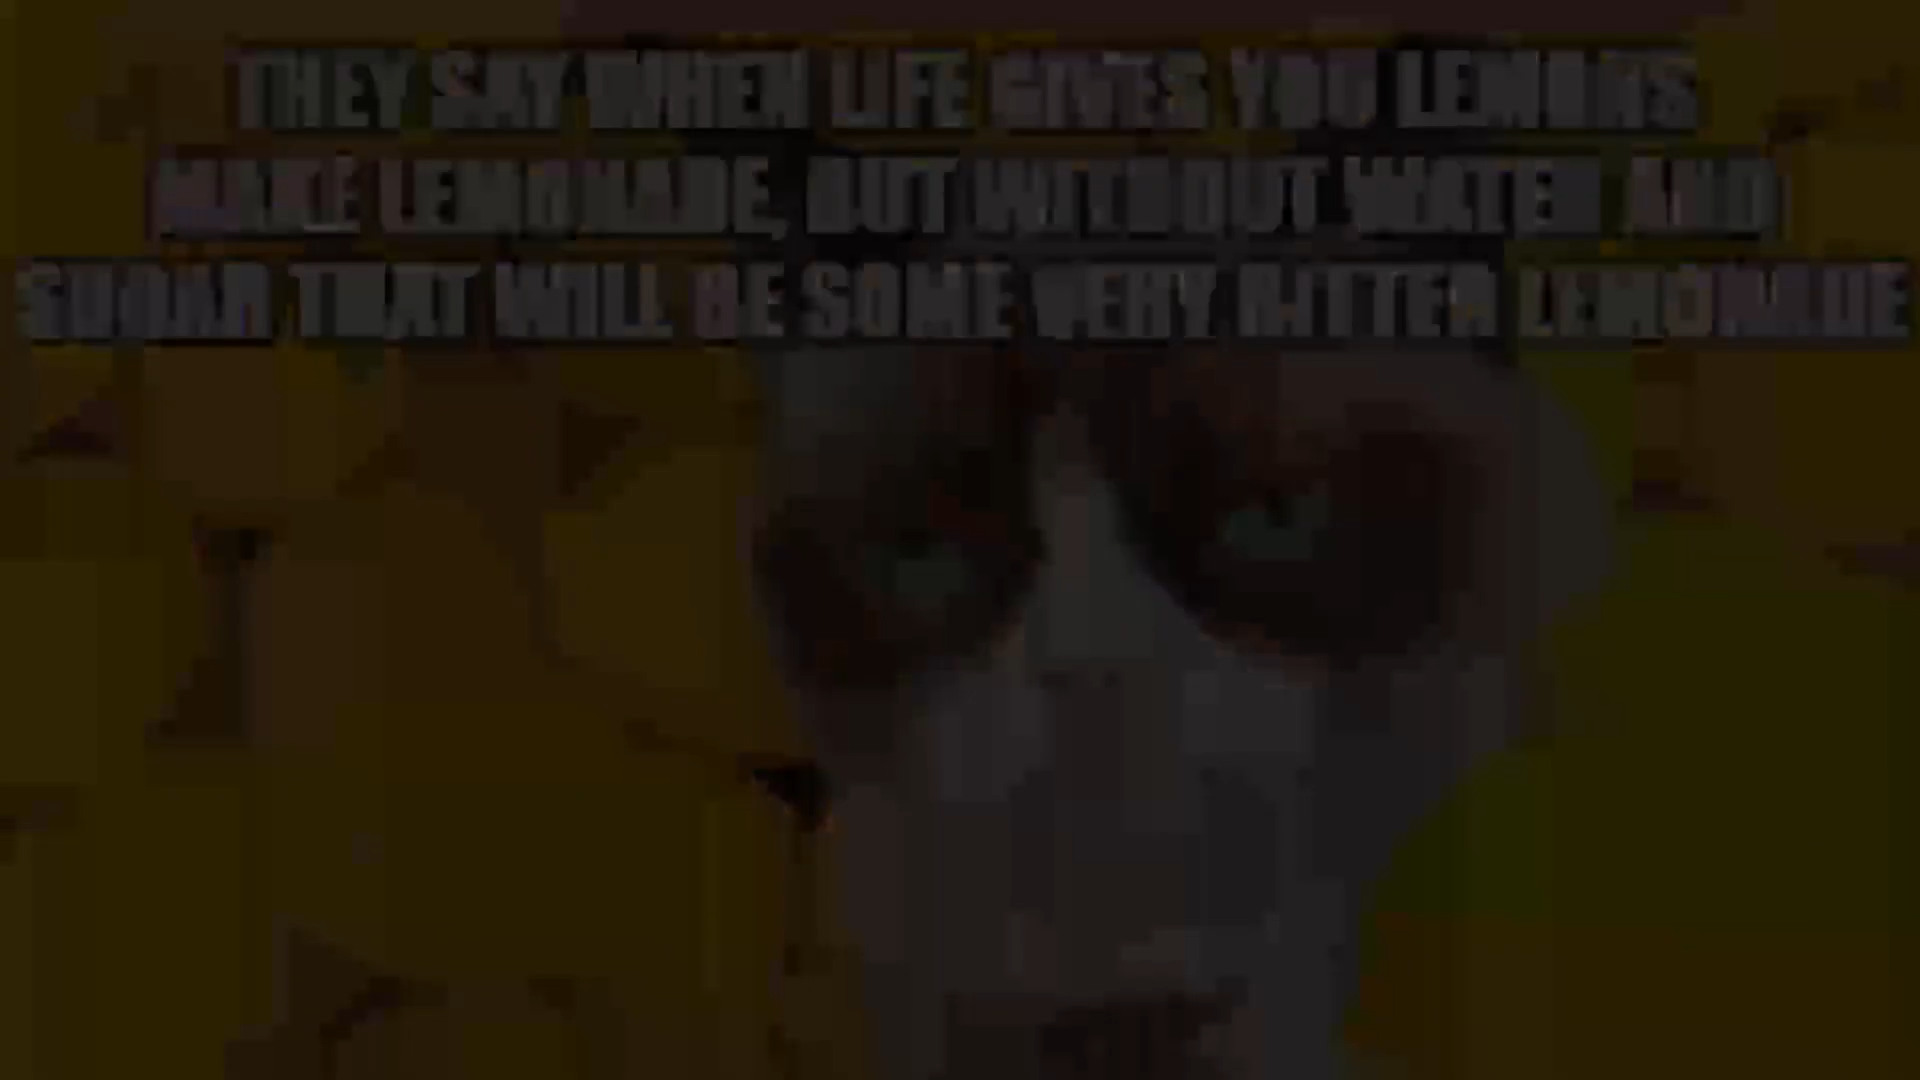 THEY SAY WHEN LIFE GIVES YOU LEMONS
MAKE LEMONADE, BUT WITHOUT WATER AND
SUGAR THAT WILL BE SOME VERY BITTER LEMONADE